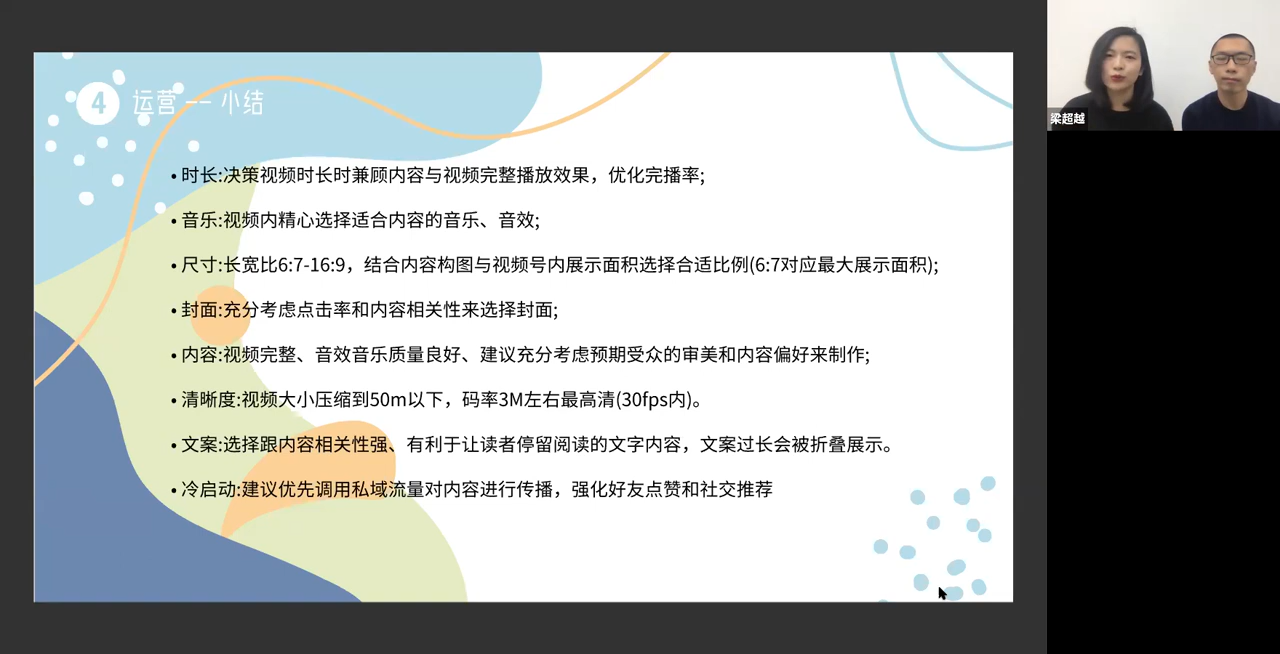 4 运营 -- 小结
• 时长:决策视频时长时兼顾内容与视频完整播放效果，优化完播率;
• 音乐:视频内精心选择适合内容的音乐、音效;
• 尺寸:长宽比6:7-16:9，结合内容构图与视频号内展示面积选择合适比例(6:7对应最大展示面积);
• 封面:充分考虑点击率和内容相关性来选择封面;
• 内容:视频完整、音效音乐质量良好、建议充分考虑预期受众的审美和内容偏好来制作;
• 清晰度:视频大小压缩到50m以下，码率3M左右最高清(30fps内)。
• 文案:选择跟内容相关性强、有利于让读者停留阅读的文字内容，文案过长会被折叠展示。
• 冷启动:建议优先调用私域流量对内容进行传播，强化好友点赞和社交推荐
梁超越